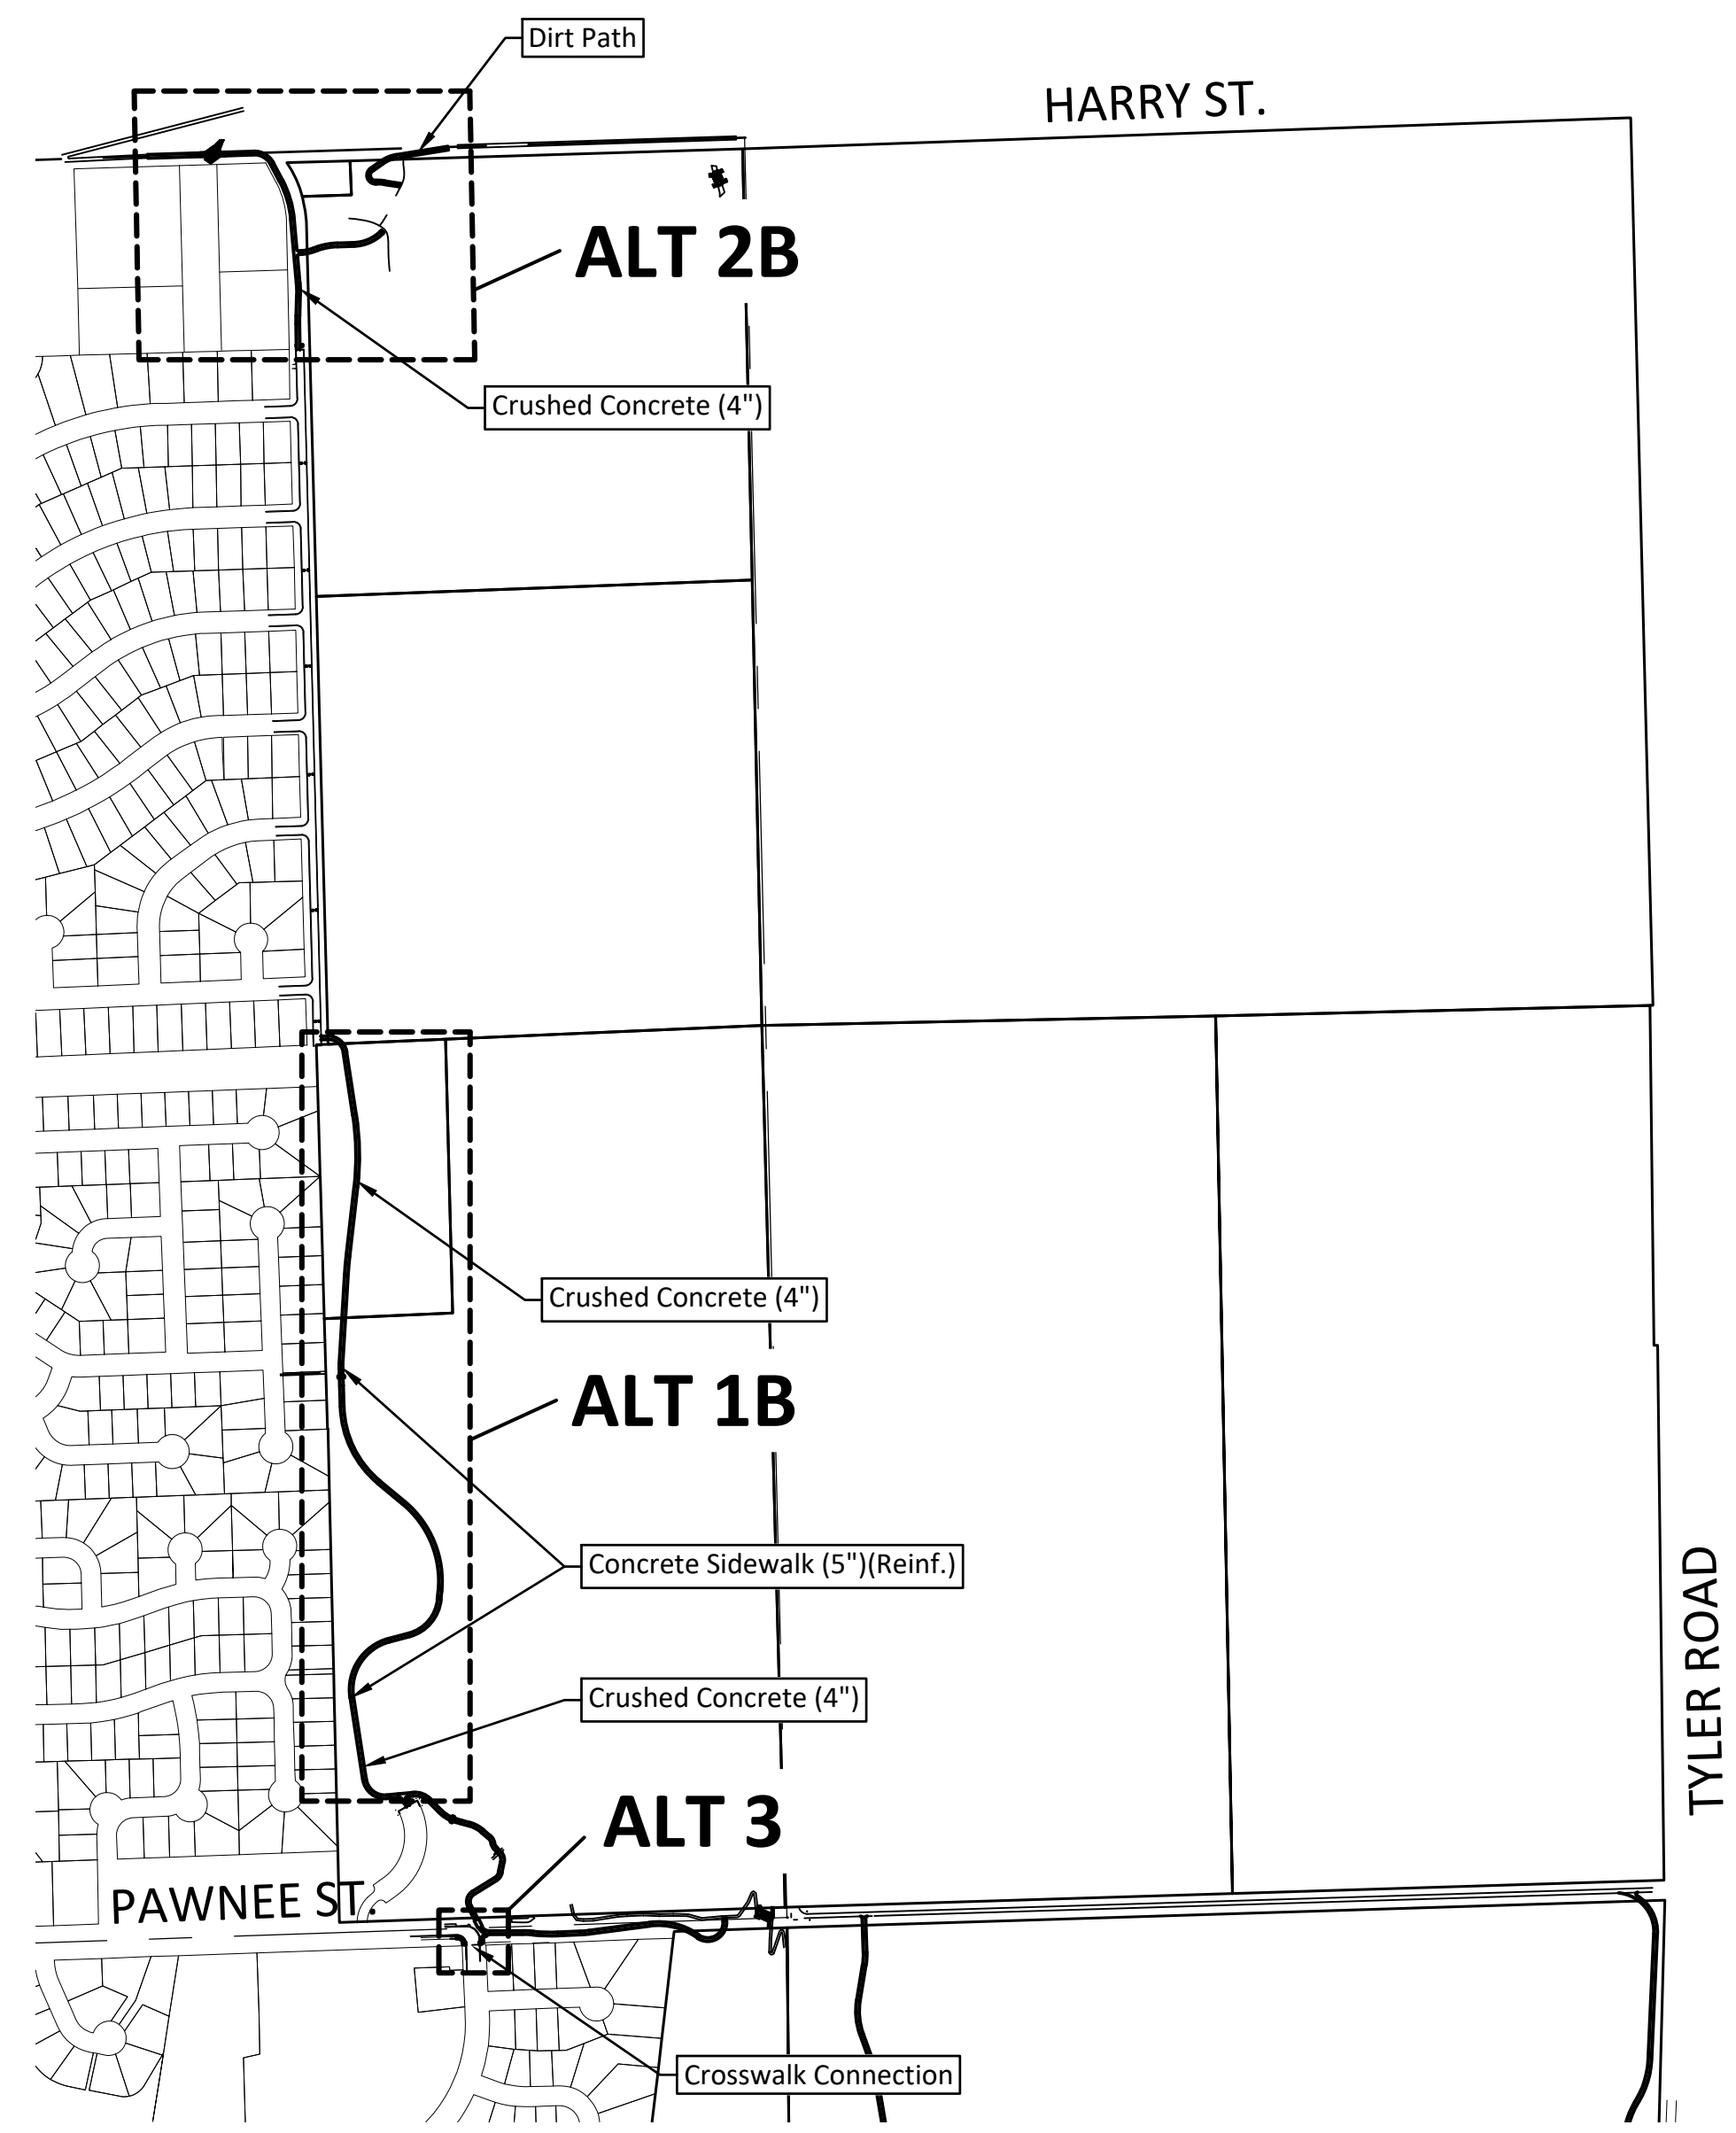 Dirt Path
HARRY ST.
ALT 2B
Crushed Concrete (4")
Crushed Concrete (4")
ALT 1B
Concrete Sidewalk (5")(Reinf.)
TYLER ROAD
Crushed Concrete (4")
ALT 3
PAWNEE ST.
Crosswalk Connection